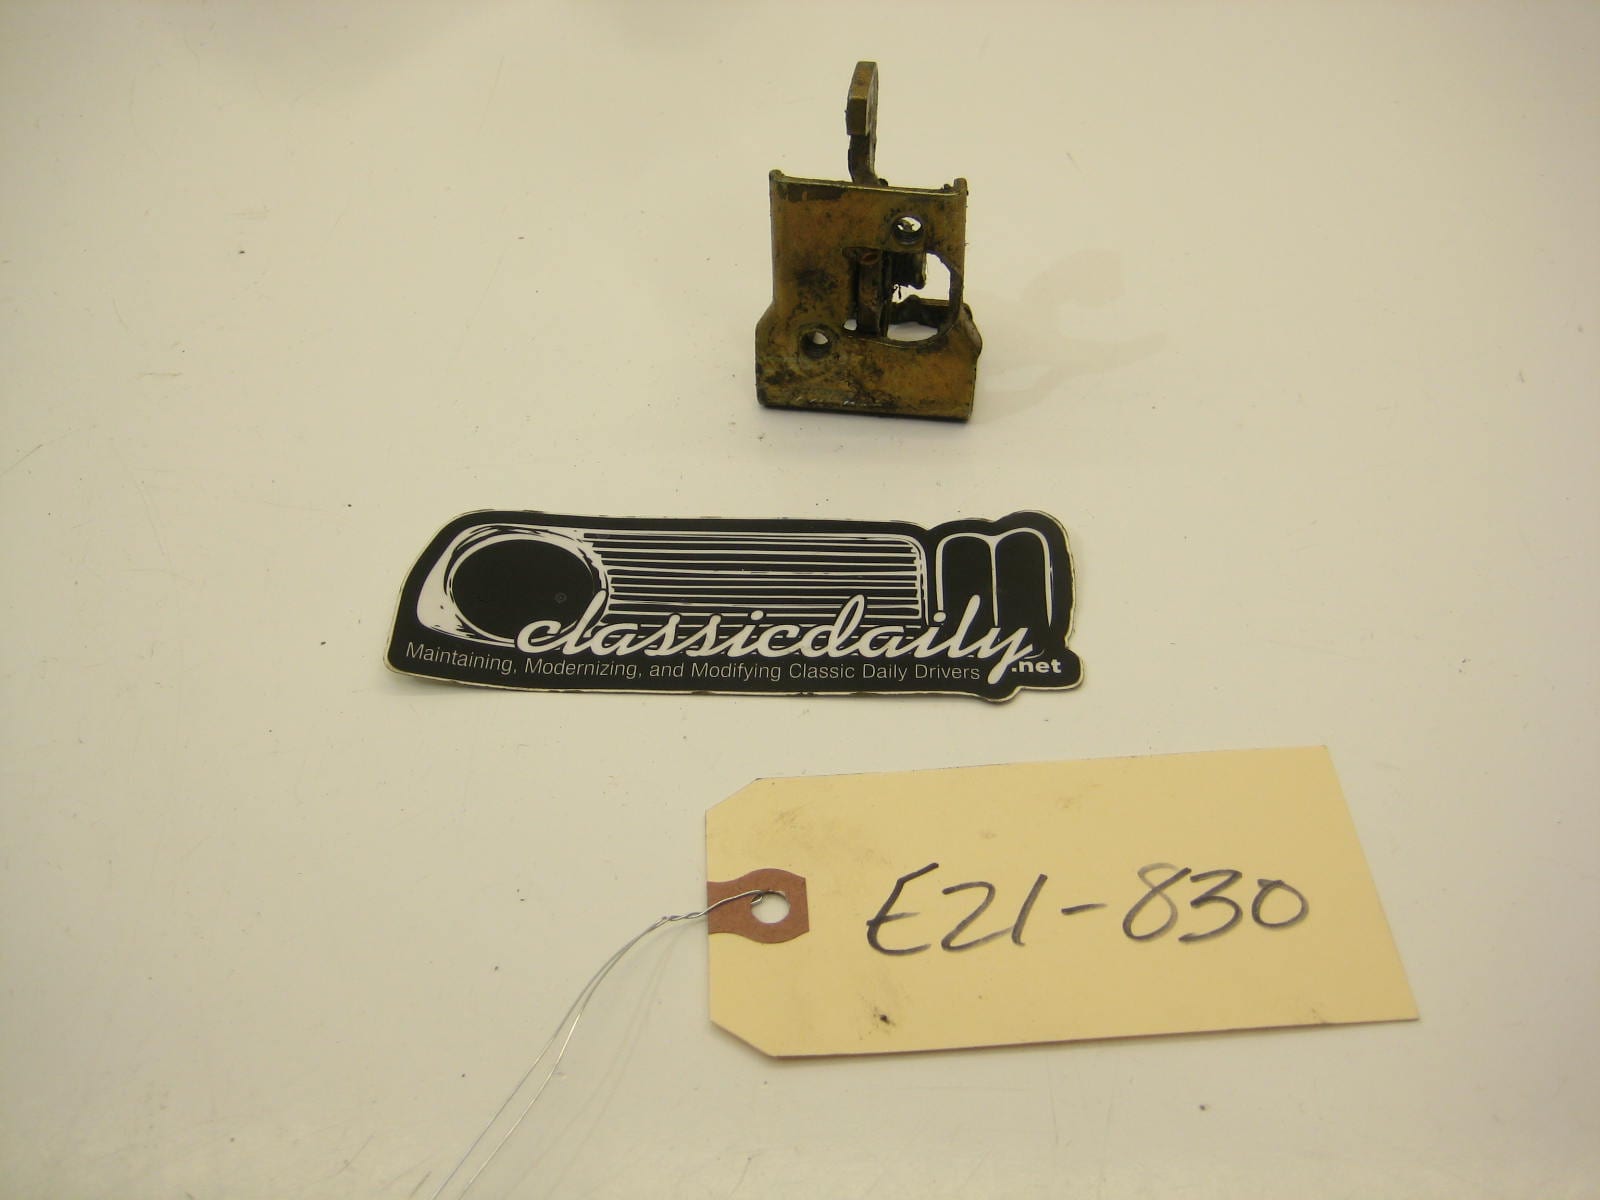 classicdaily
.net
Maintaining, Modernizing, and Modifying Classic Daily Drivers
E21-830